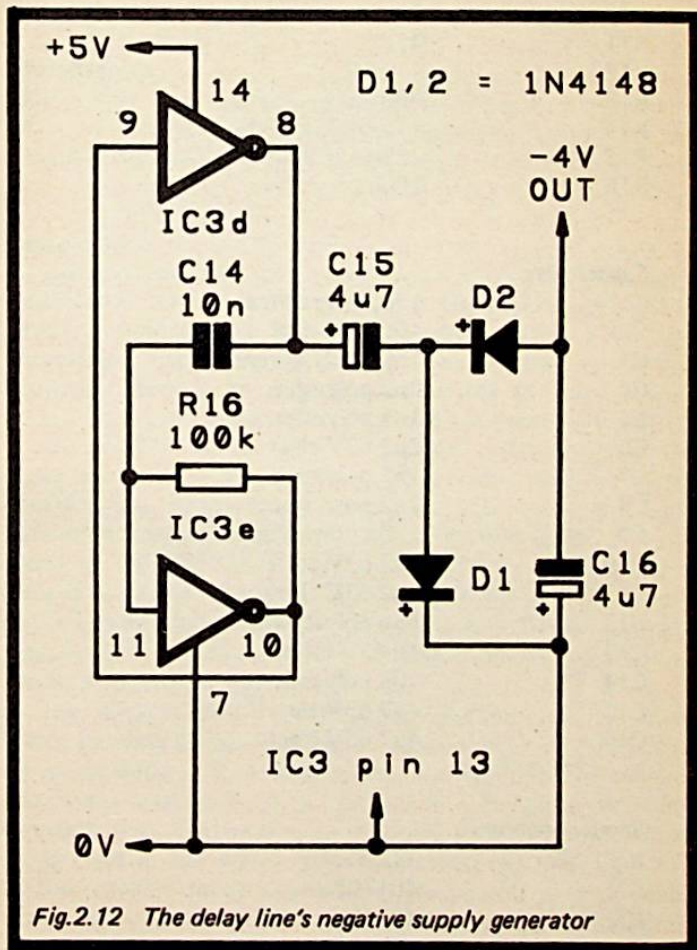 +5V
14
D1,2 = 1N4148
9
8
-4V
OUT
IC3d
C14
10n
C15
4u7
+
D2
+
R16
100k
IC3e
11
10
7
D1
+
C16
4u7
+
IC3 pin 13
0V
Fig.2.12 The delay line's negative supply generator